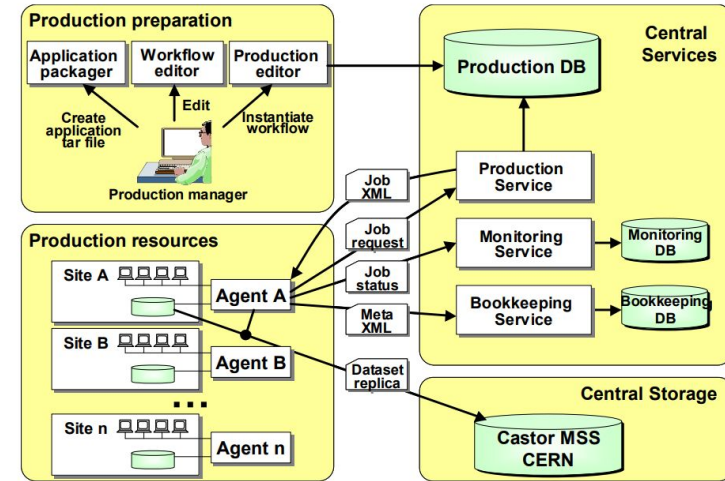 Production preparation
Application
packager
Workflow
editor
Production
editor
Create
application
tar file
Edit
Instantiate
workflow
Production manager
Central
Services
Production DB
Production
Service
Monitoring
Service
Monitoring
DB
Bookkeeping
Service
Bookkeeping
DB
Job
XML
Job
request
Job
status
Meta
XML
Dataset
replica
Production resources
Site A
Agent A
Site B
Agent B
...
Site n
Agent n
Central Storage
Castor MSS
CERN